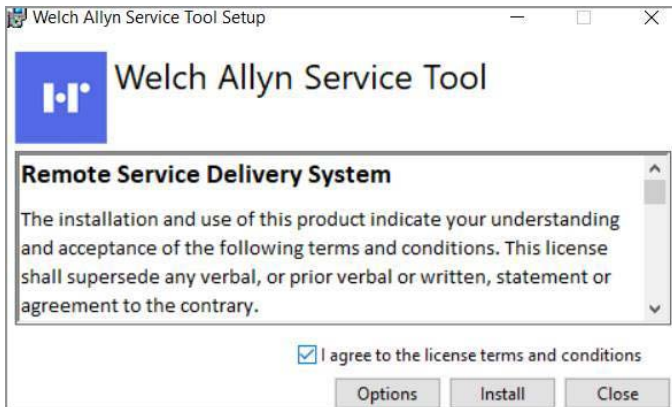 Welch Allyn Service Tool Setup
Welch Allyn Service Tool
Remote Service Delivery System
The installation and use of this product indicate your understanding
and acceptance of the following terms and conditions. This license
shall supersede any verbal, or prior verbal or written, statement or
agreement to the contrary.
I agree to the license terms and conditions
Options Install Close